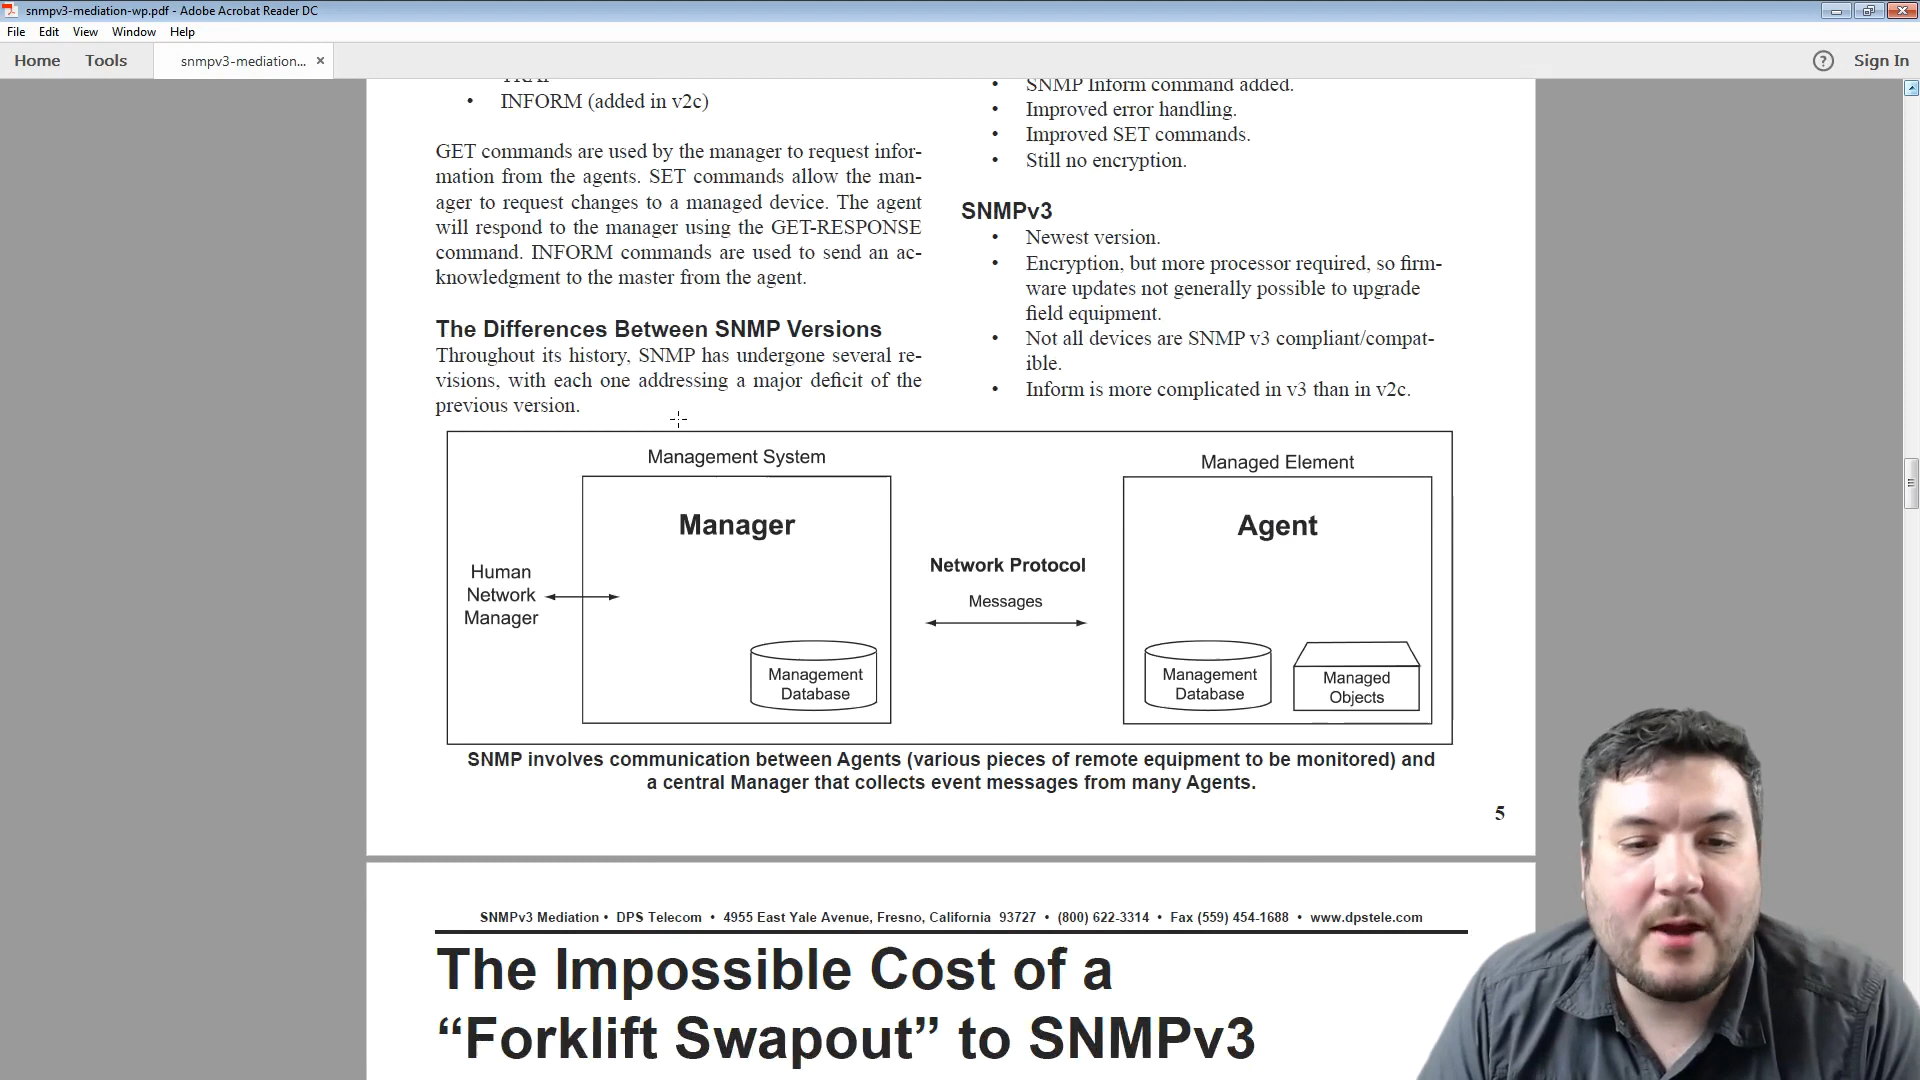 snmpv3-mediation-wp.pdf - Adobe Acrobat Reader DC
File Edit View Window Help
Home Tools snmpv3-mediation... × ? Sign In
TRAP
• INFORM (added in v2c)
GET commands are used by the manager to request infor-
mation from the agents. SET commands allow the man-
ager to request changes to a managed device. The agent
will respond to the manager using the GET-RESPONSE
command. INFORM commands are used to send an ac-
knowledgment to the master from the agent.
The Differences Between SNMP Versions
Throughout its history, SNMP has undergone several re-
visions, with each one addressing a major deficit of the
previous version.
• SNMP Inform command added.
• Improved error handling.
• Improved SET commands.
• Still no encryption.
SNMPv3
• Newest version.
• Encryption, but more processor required, so firm-
ware updates not generally possible to upgrade
field equipment.
• Not all devices are SNMP v3 compliant/compat-
ible.
• Inform is more complicated in v3 than in v2c.
Management System
Manager
Human
Network
Manager
Management
Database
Network Protocol
Messages
Managed Element
Agent
Management
Database
Managed
Objects
SNMP involves communication between Agents (various pieces of remote equipment to be monitored) and
a central Manager that collects event messages from many Agents.
5
SNMPv3 Mediation • DPS Telecom • 4955 East Yale Avenue, Fresno, California 93727 • (800) 622-3314 • Fax (559) 454-1688 • www.dpstele.com
The Impossible Cost of a
“Forklift Swapout” to SNMPv3